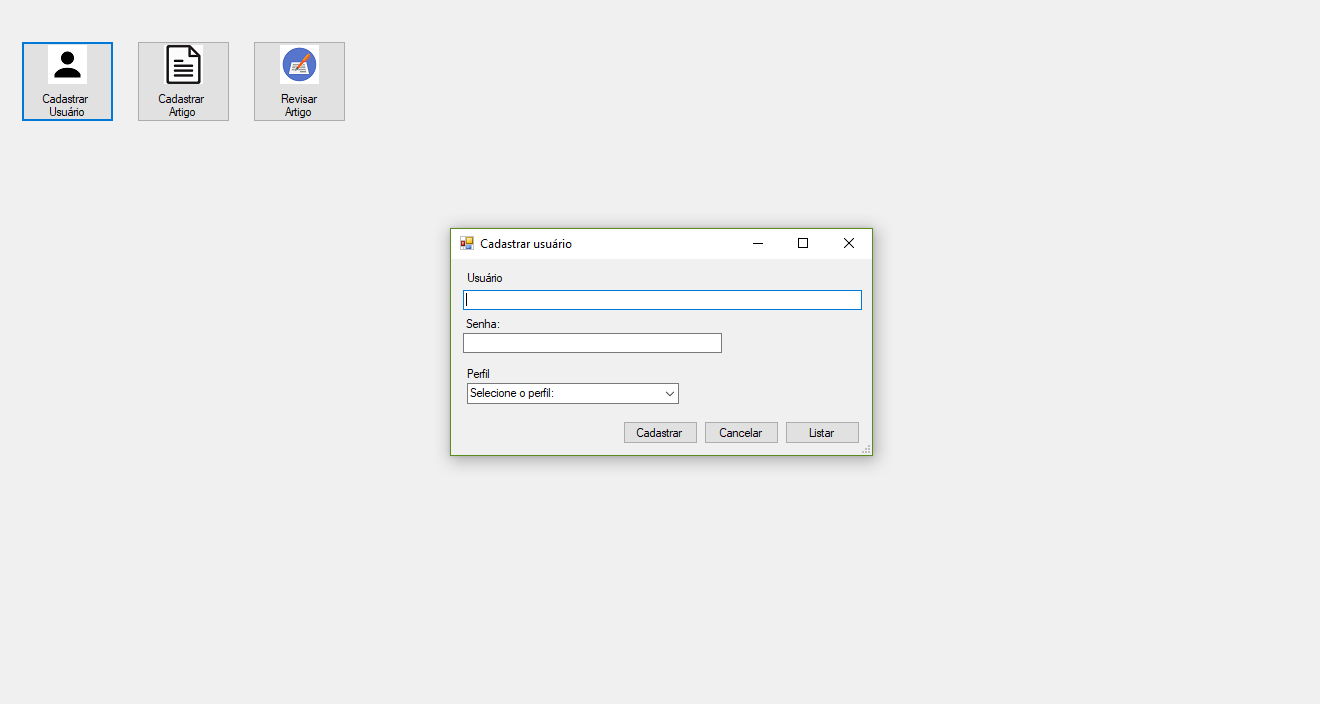 Cadastrar
Usuário
Cadastrar
Artigo
Revisar
Artigo
Cadastrar usuário
Usuário
Senha:
Perfil
Selecione o perfil:
Cadastrar Cancelar Listar